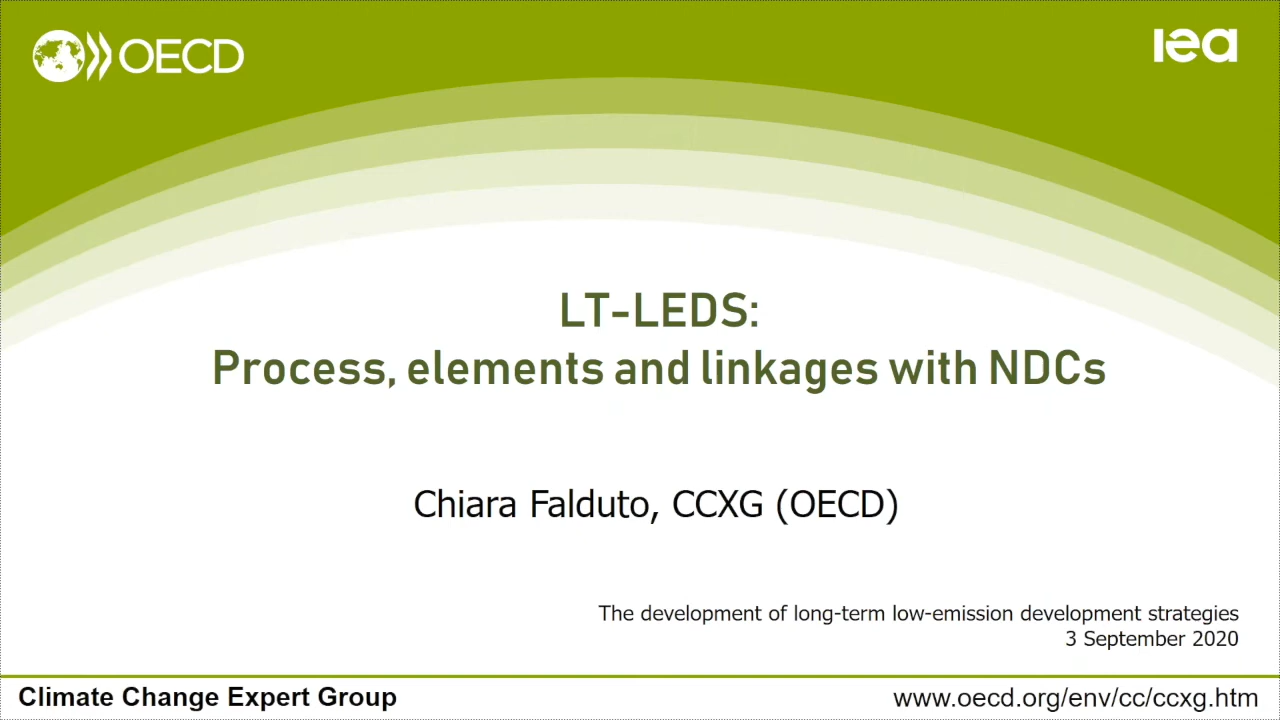 OECD
iea
LT-LEDS:
Process, elements and linkages with NDCs
Chiara Falduto, CCXG (OECD)
The development of long-term low-emission development strategies
3 September 2020
Climate Change Expert Group
www.oecd.org/env/cc/ccxg.htm